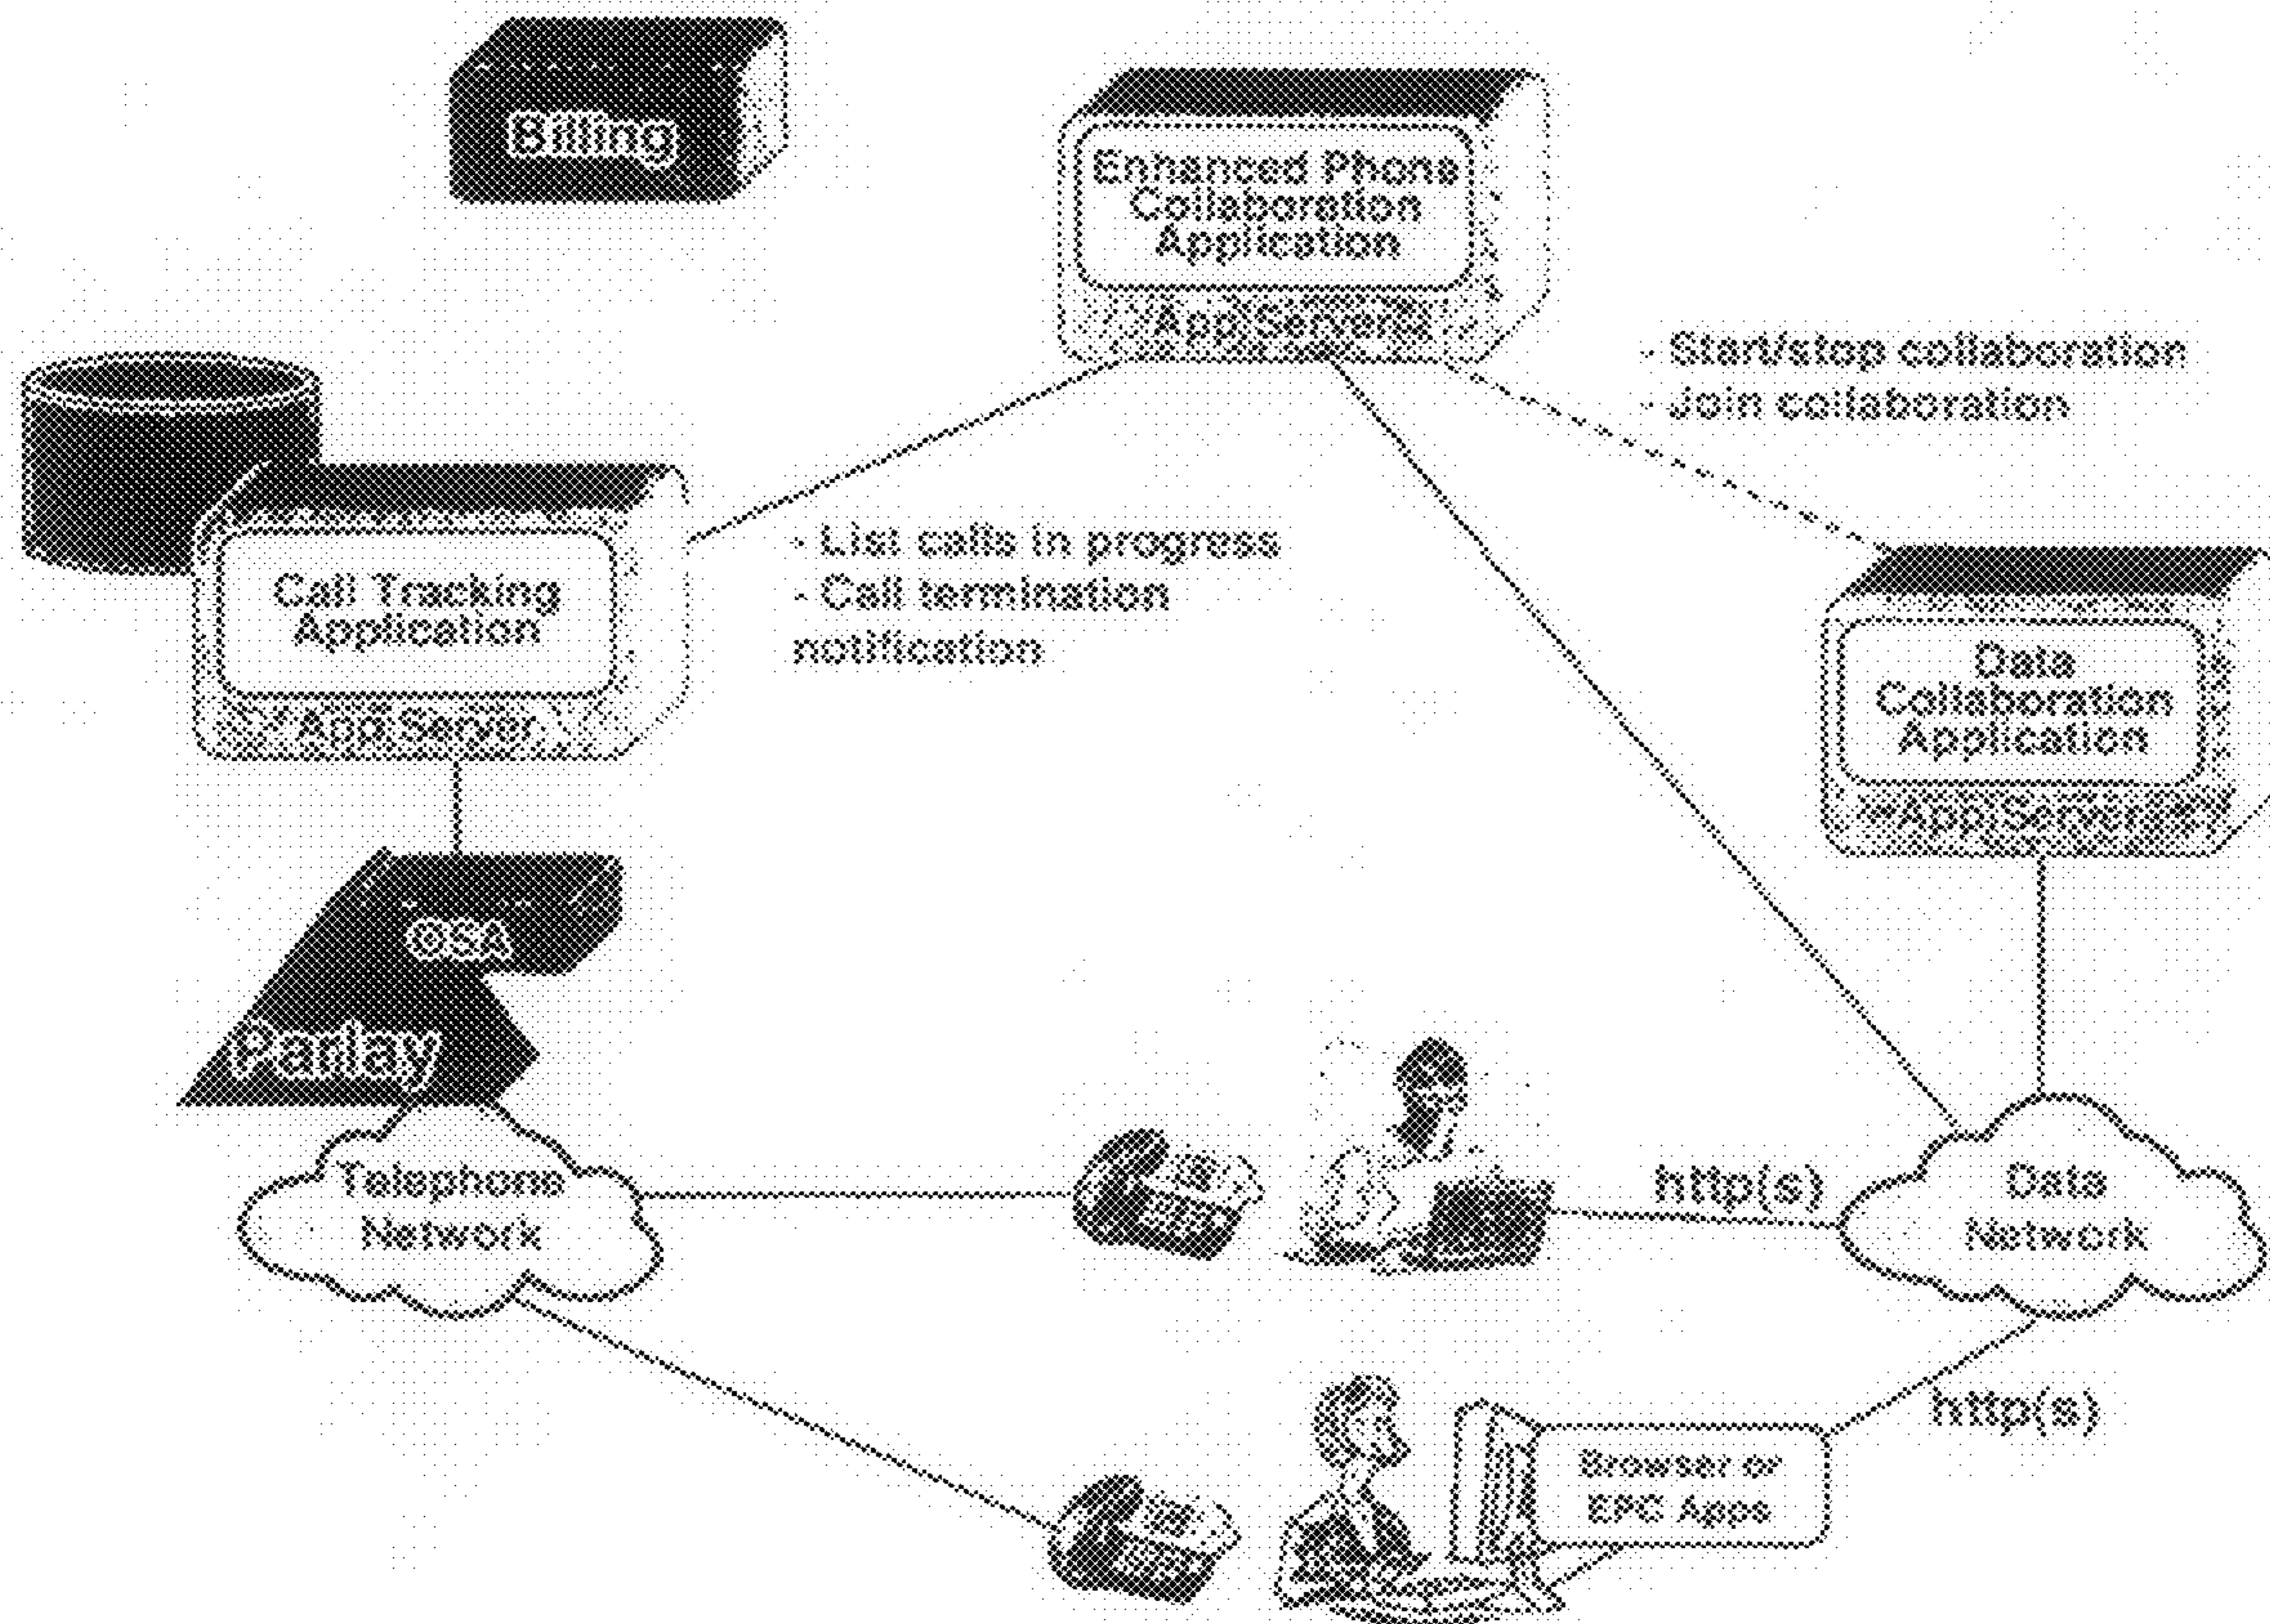 Billing
Enhanced Phone
Collaboration
Application
App Server
· Start/stop collaboration
· Join collaboration
· List calls in progress
· Call termination
notification
Call Tracking
Application
App Server
Data
Collaboration
Application
App Server
OSA
Parlay
Telephone
Network
http(s)
Data
Network
http(s)
Browser or
EPC Apps